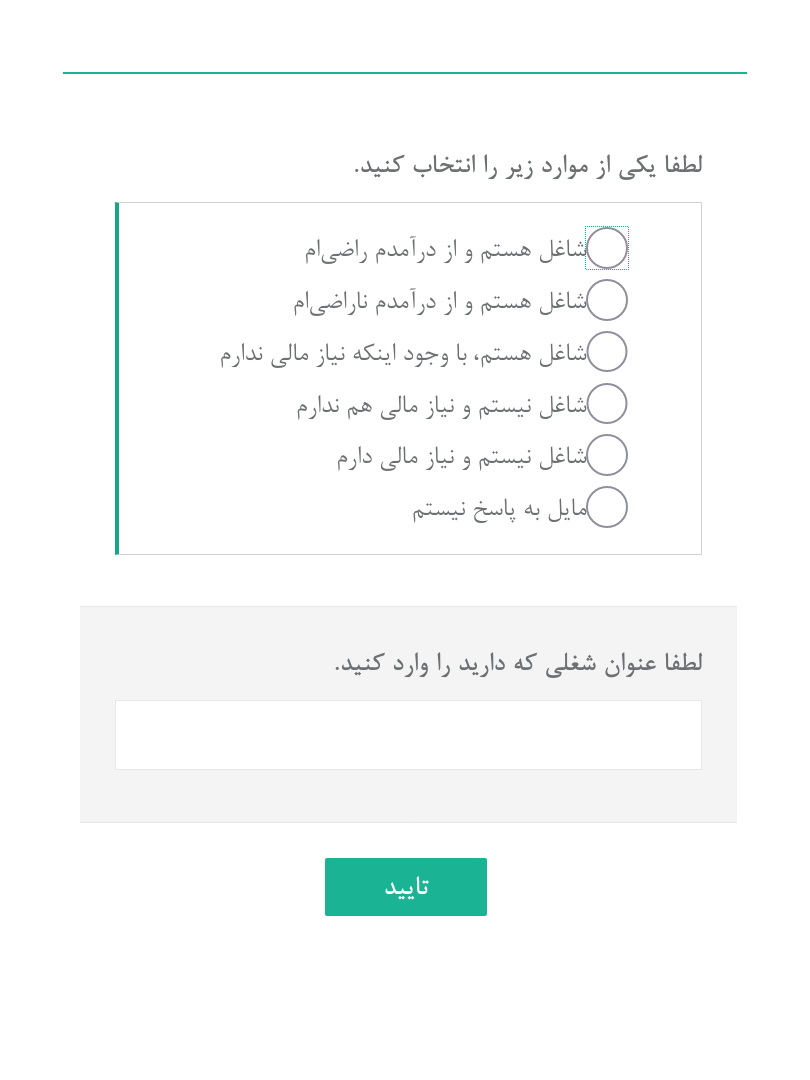 لطفا یکی از موارد زیر را انتخاب کنید.
شاغل هستم و از درآمدم راضی‌ام
شاغل هستم و از درآمدم ناراضی‌ام
شاغل هستم، با وجود اینکه نیاز مالی ندارم
شاغل نیستم و نیاز مالی هم ندارم
شاغل نیستم و نیاز مالی دارم
مایل به پاسخ نیستم
لطفا عنوان شغلی که دارید را وارد کنید.
تایید